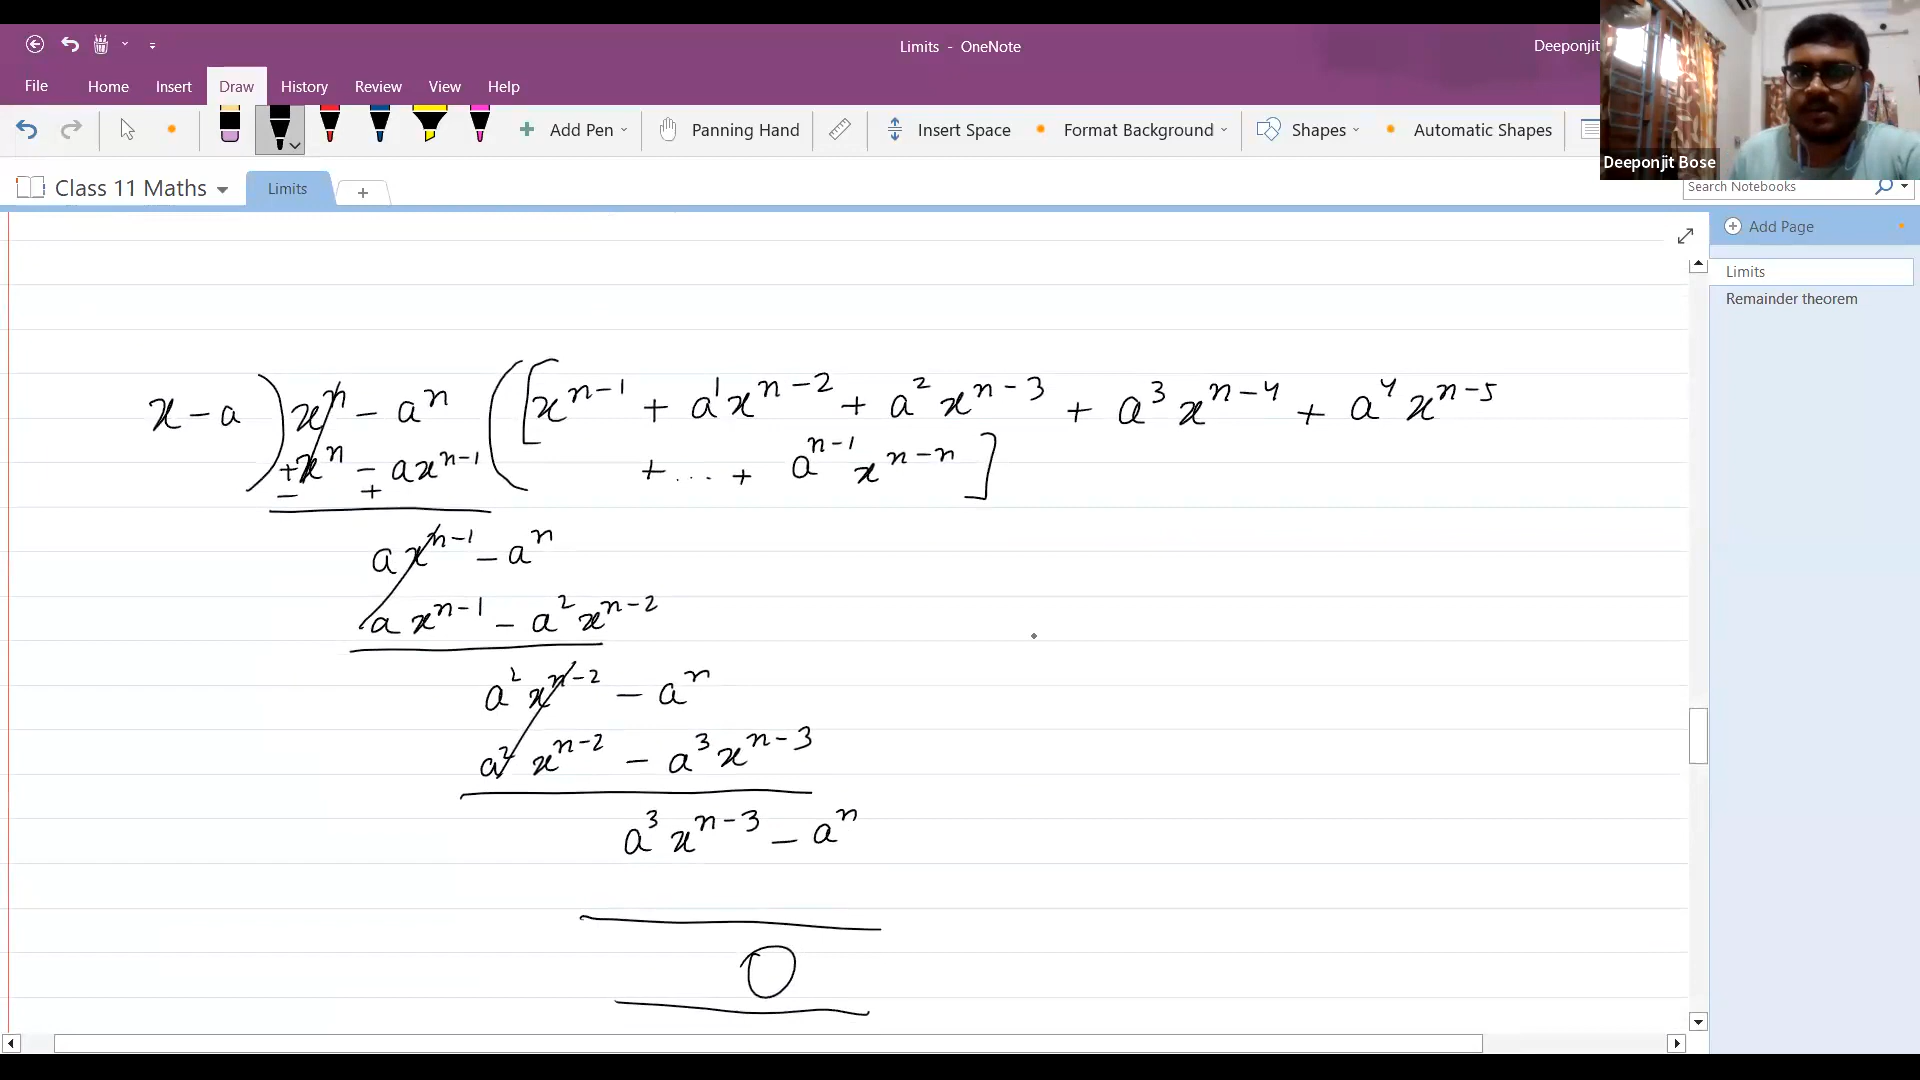 Limits - OneNote
Deeponjit
File Home Insert Draw History Review View Help
Add Pen Panning Hand Insert Space Format Background Shapes Automatic Shapes
Deeponjit Bose
Class 11 Maths Limits +
Search Notebooks
Add Page
Limits
Remainder theorem
x - a ) xⁿ - aⁿ ( [ xⁿ⁻¹ + a¹xⁿ⁻² + a²xⁿ⁻³ + a³xⁿ⁻⁴ + a⁴xⁿ⁻⁵
+ ... + aⁿ⁻¹xⁿ⁻ⁿ ]
+xⁿ - axⁿ⁻¹
- +
axⁿ⁻¹ - aⁿ
axⁿ⁻¹ - a²xⁿ⁻²
a²xⁿ⁻² - aⁿ
a²xⁿ⁻² - a³xⁿ⁻³
a³xⁿ⁻³ - aⁿ
0